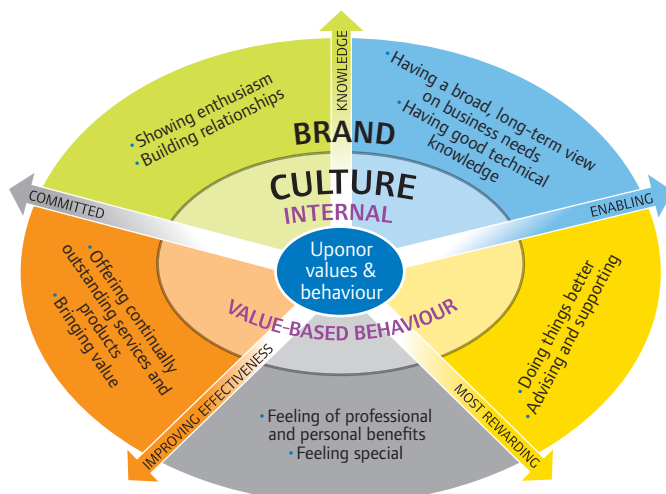 KNOWLEDGE
• Showing enthusiasm
• Building relationships
• Having a broad, long-term view
on business needs
• Having good technical
knowledge
BRAND
CULTURE
INTERNAL
COMMITTED
ENABLING
Uponor
values &
behaviour
VALUE-BASED BEHAVIOUR
• Offering continually
outstanding services and
products
• Bringing value
• Doing things better
• Advising and supporting
IMPROVING EFFECTIVENESS
MOST REWARDING
• Feeling of professional
and personal benefits
• Feeling special